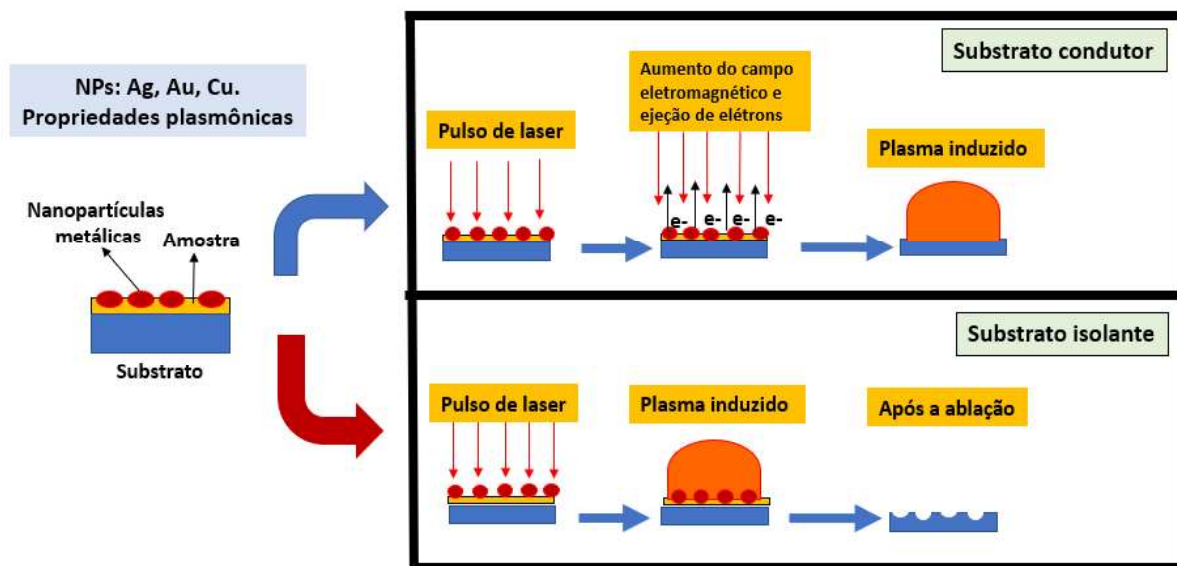 NPs: Ag, Au, Cu.
Propriedades plasmônicas
Nanopartículas
metálicas
Amostra
Substrato
Substrato condutor
Pulso de laser
Aumento do campo
eletromagnético e
ejeção de elétrons
e- e- e- e-
Plasma induzido
Substrato isolante
Pulso de laser
Plasma induzido
Após a ablação